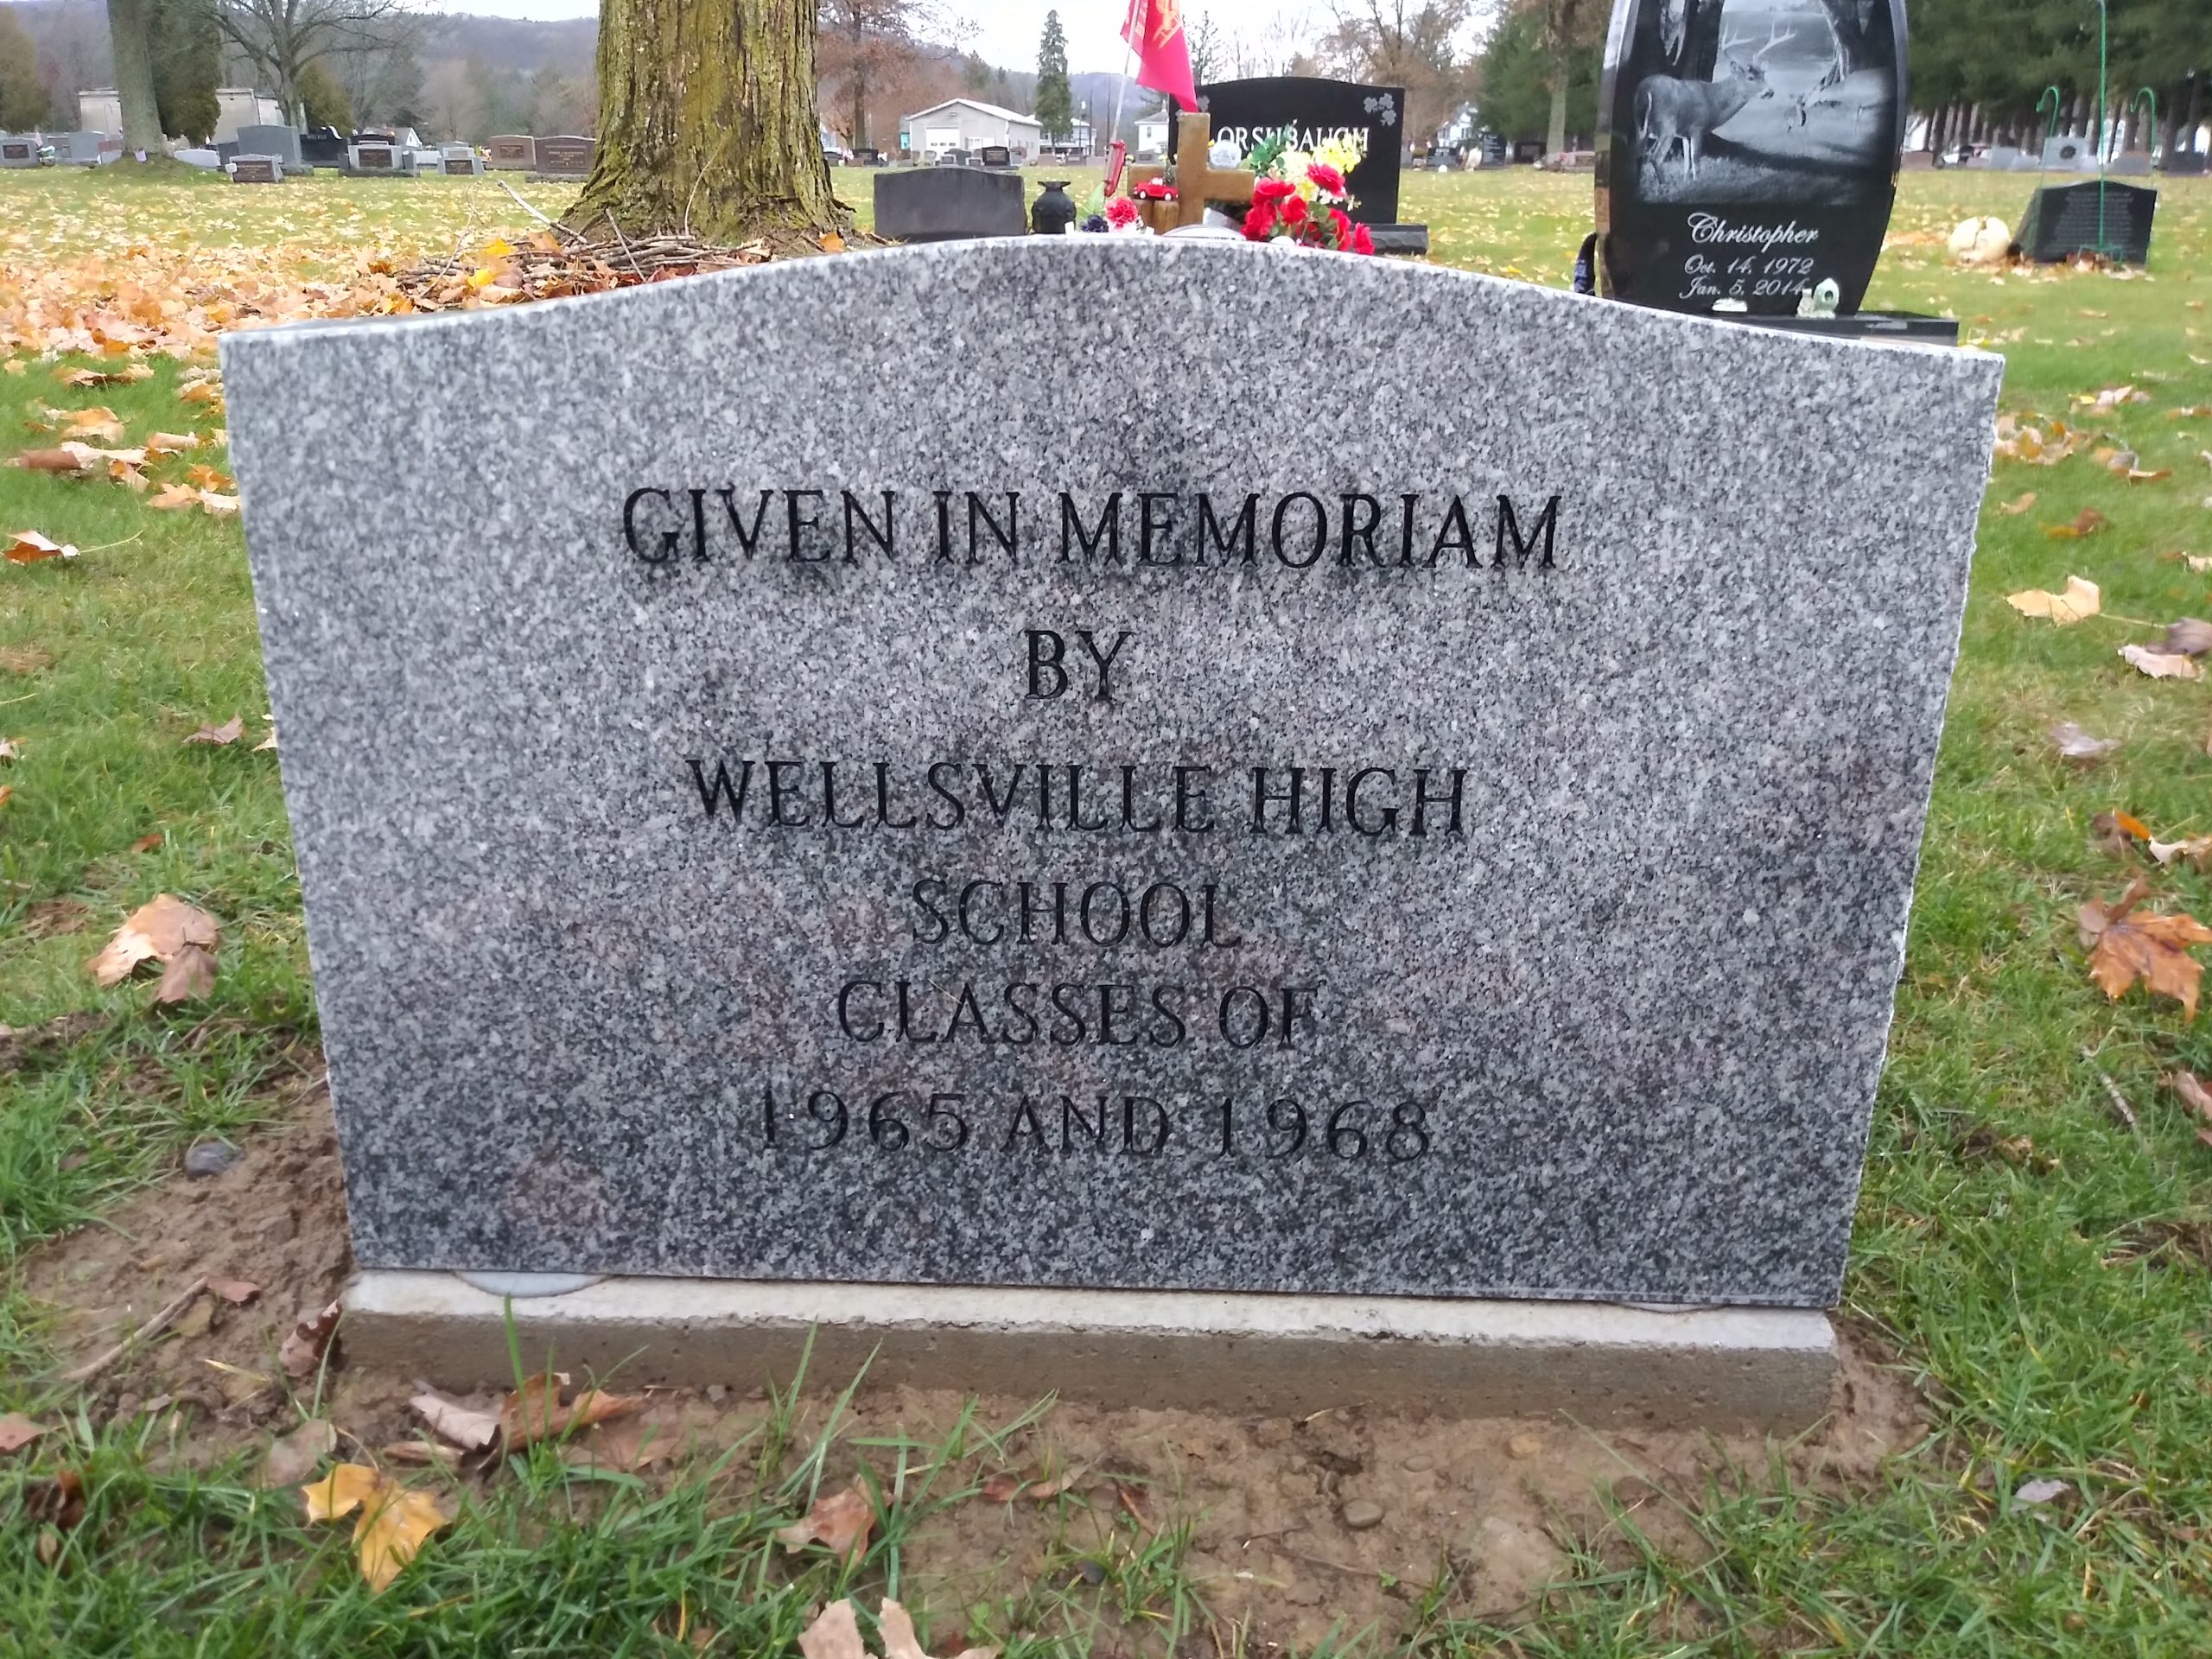 ORSHBAUGH
Christopher
Oct. 14, 1972
Jan. 5, 2014
GIVEN IN MEMORIAM
BY
WELLSVILLE HIGH
SCHOOL
CLASSES OF
1965 AND 1968